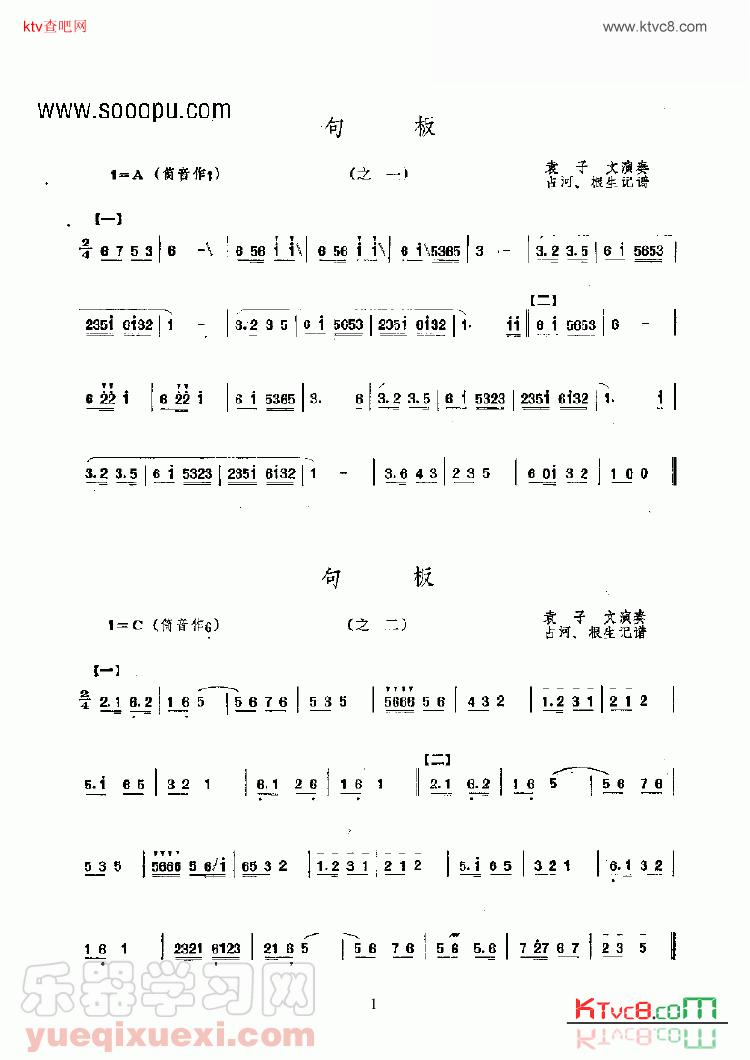 ktv查吧网
www.ktvc8.com
www.sooopu.com
句 板
1=A (筒音作1) (之 一) 袁 子 文演奏
占河、根生记谱
【一】
2/4 6 7 5 3 | 6 - \ | 6 56 i i\ | 6 56 i i\ | 6 i\5365 | 3 - | 3.2 3.5 | 6 i 5653 |
235i 6i32 | 1 - | 3.2 3 5 | 6 i 5653 | 235i 6i32 | 1. ii ‖ 【二】 6 i 5653 | 6 - |
6 22 i | 6 22 i | 6 i 5365 | 3. 6 | 3.2 3.5 | 6 i 5323 | 235i 6i32 | 1. i |
3.2 3.5 | 6 i 5323 | 235i 6i32 | 1 - | 3.6 4 3 | 2 3 5 | 6 0i 3 2 | 1 0 0 ‖
句 板
1=C (筒音作6) (之 二) 袁 子 文演奏
占河、根生记谱
【一】
2/4 2.1 6.2 | 1 6 5 | 5 6 7 6 | 5 3 5 | 5666 5 6 | 4 3 2 | 1.2 3 1 | 2 1 2 |
5.i 6 5 | 3 2 1 | 6.1 2 6 | 1 6 1 ‖ 【二】 2.1 6.2 | 1 6 5 | 5 6 7 6 |
5 3 5 | 5666 5 6/i | 65 3 2 | 1.2 3 1 | 2 1 2 | 5.i 6 5 | 3 2 1 | 6.1 3 2 |
1 6 1 | 2321 6123 | 21 6 5 | 5 6 7 6 | 5 6 5.6 | 7 27 6 7 | 2 3 5 |
乐器学习网
yueqixuexi.com
1
KTvc8.com